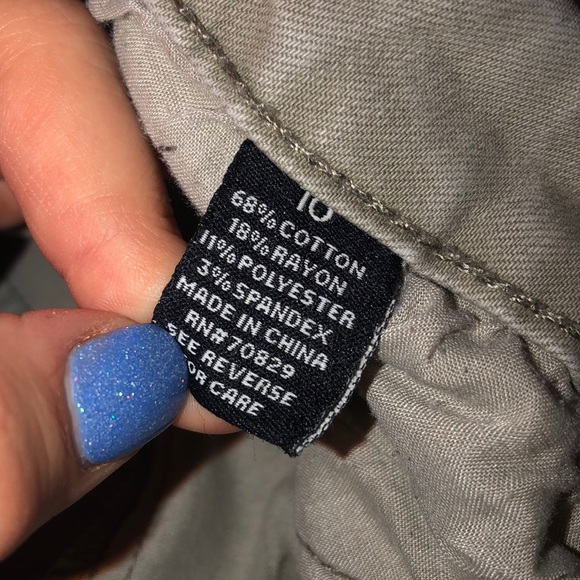 10
68% COTTON
18% RAYON
11% POLYESTER
3% SPANDEX
MADE IN CHINA
RN#70829
SEE REVERSE
FOR CARE